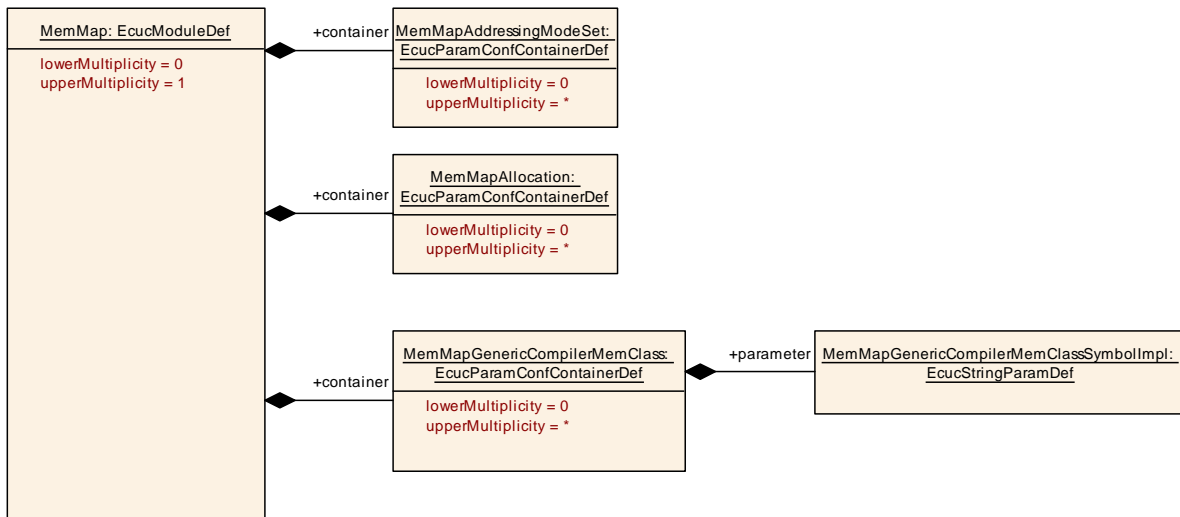 MemMap: EcucModuleDef
lowerMultiplicity = 0
upperMultiplicity = 1
+container
MemMapAddressingModeSet:
EcucParamConfContainerDef
lowerMultiplicity = 0
upperMultiplicity = *
+container
MemMapAllocation:
EcucParamConfContainerDef
lowerMultiplicity = 0
upperMultiplicity = *
+container
MemMapGenericCompilerMemClass:
EcucParamConfContainerDef
lowerMultiplicity = 0
upperMultiplicity = *
+parameter
MemMapGenericCompilerMemClassSymbolImpl:
EcucStringParamDef